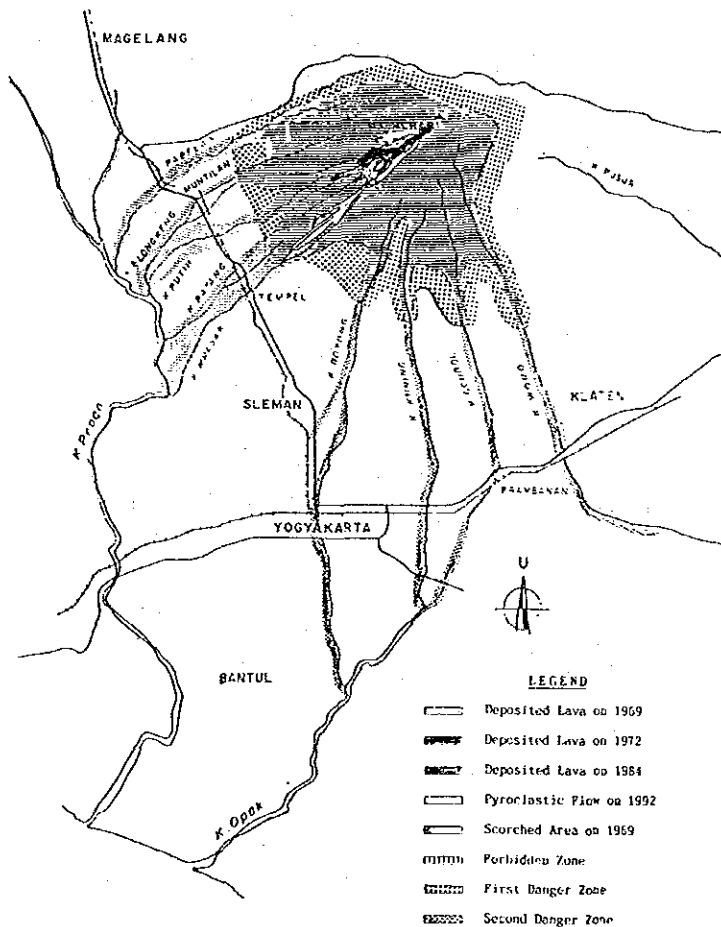 MAGELANG
K PABELAN
MUNTILAN
K BLONGKENG
K PUTIH
K BATANG
K KRASAK
TEMPEL
K PUSUR
K BOYONG
K KUNING
K GENDOL
K WORO
SLEMAN
KLATEN
K Progo
PRAMBANAN
YOGYAKARTA
U
BANTUL
K. Opak
LEGEND
Deposited Lava on 1969
Deposited Lava on 1972
Deposited Lava on 1984
Pyroclastic Flow on 1992
Scorched Area on 1969
Forbidden Zone
First Danger Zone
Second Danger Zone